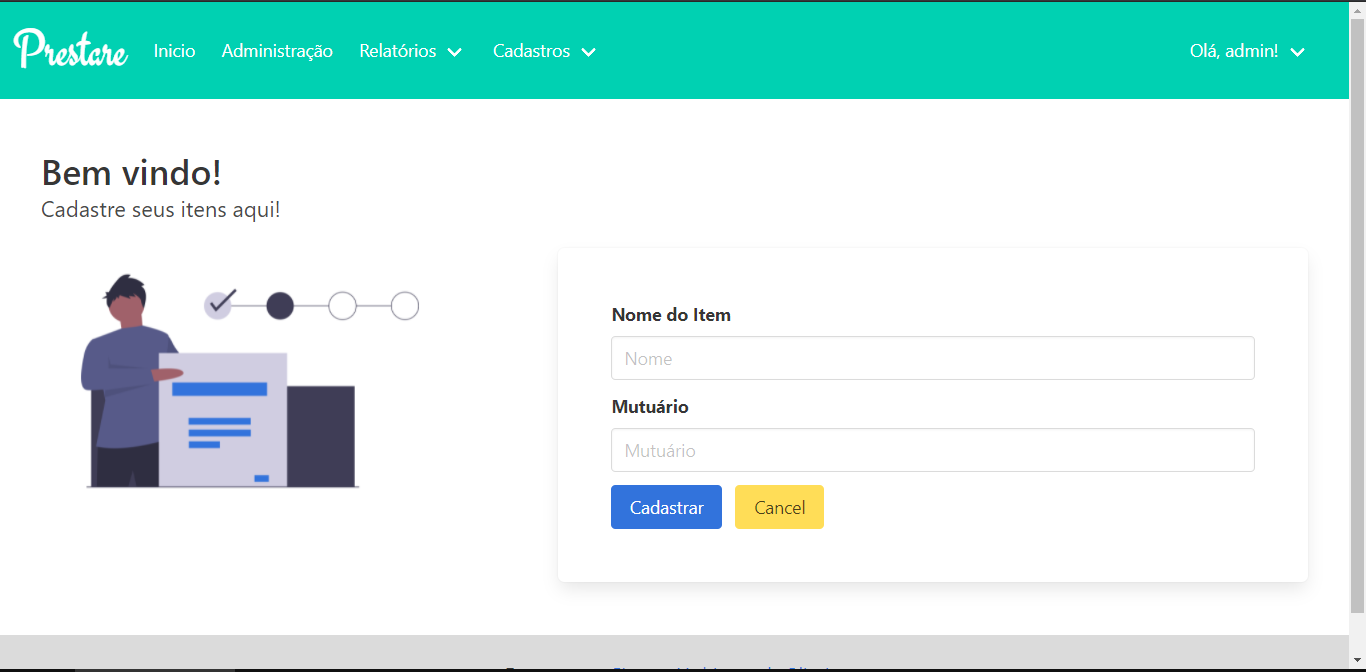 Prestare Inicio Administração Relatórios Cadastros Olá, admin!
Bem vindo!
Cadastre seus itens aqui!
Nome do Item
Nome
Mutuário
Mutuário
Cadastrar Cancel